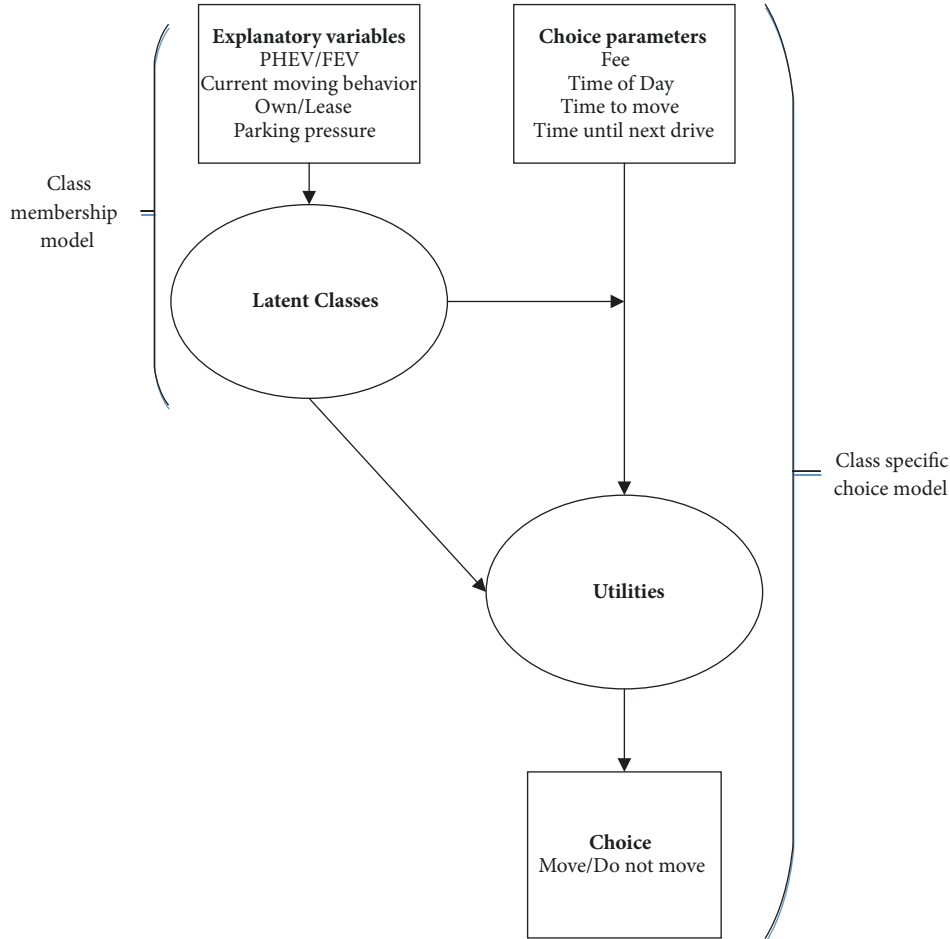 Explanatory variables
PHEV/FEV
Current moving behavior
Own/Lease
Parking pressure
Choice parameters
Fee
Time of Day
Time to move
Time until next drive
Class
membership
model
Latent Classes
Class specific
choice model
Utilities
Choice
Move/Do not move